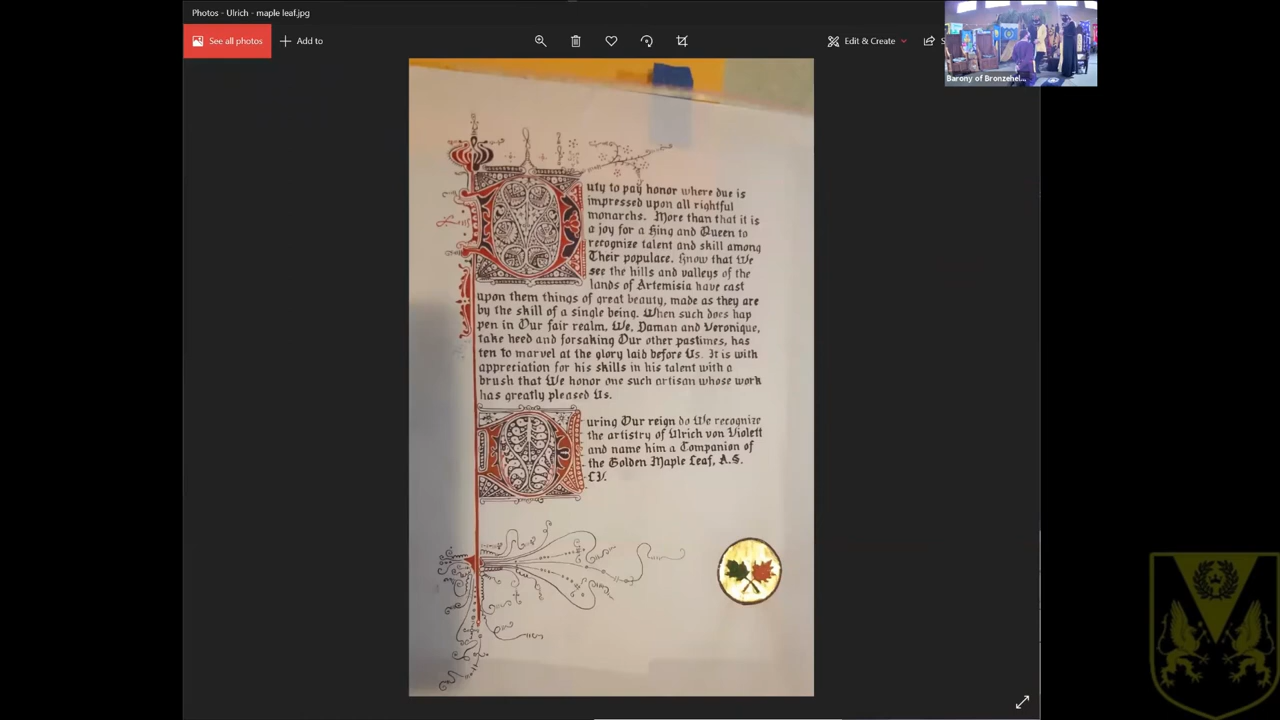 Photos - Ulrich - maple leaf.jpg
See all photos
Add to
Edit & Create
S
Barony of Bronzehel...
Duty to pay honor where due is
impressed upon all rightful
monarchs. More than that it is
a joy for a King and Queen to
recognize talent and skill among
Their populace. Know that We
see the hills and valleys of the
lands of Artemisia have cast
upon them things of great beauty, made as they are
by the skill of a single being. When such does hap
pen in Our fair realm, We, Daman and Veronique,
take heed and forsaking Our other pastimes, has
ten to marvel at the glory laid before Us. It is with
appreciation for his skills in his talent with a
brush that We honor one such artisan whose work
has greatly pleased Us.
During Our reign do We recognize
the artistry of Ulrich von Violett
and name him a Companion of
the Golden Maple Leaf, A.S.
LV.